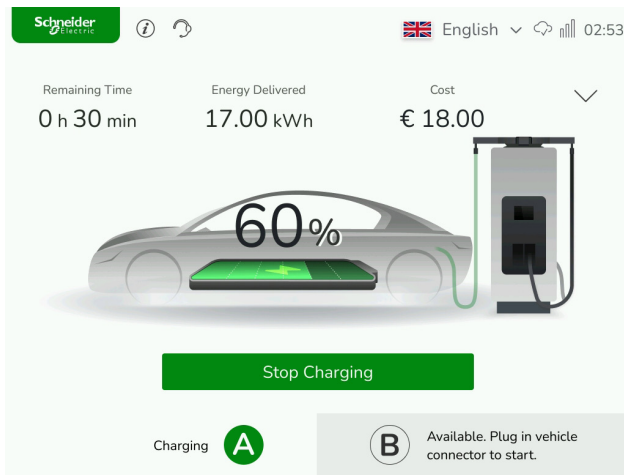 Schneider
Electric
i
English
02:53
Remaining Time
0 h 30 min
Energy Delivered
17.00 kWh
Cost
€ 18.00
60%
Stop Charging
Charging
A
B
Available. Plug in vehicle
connector to start.